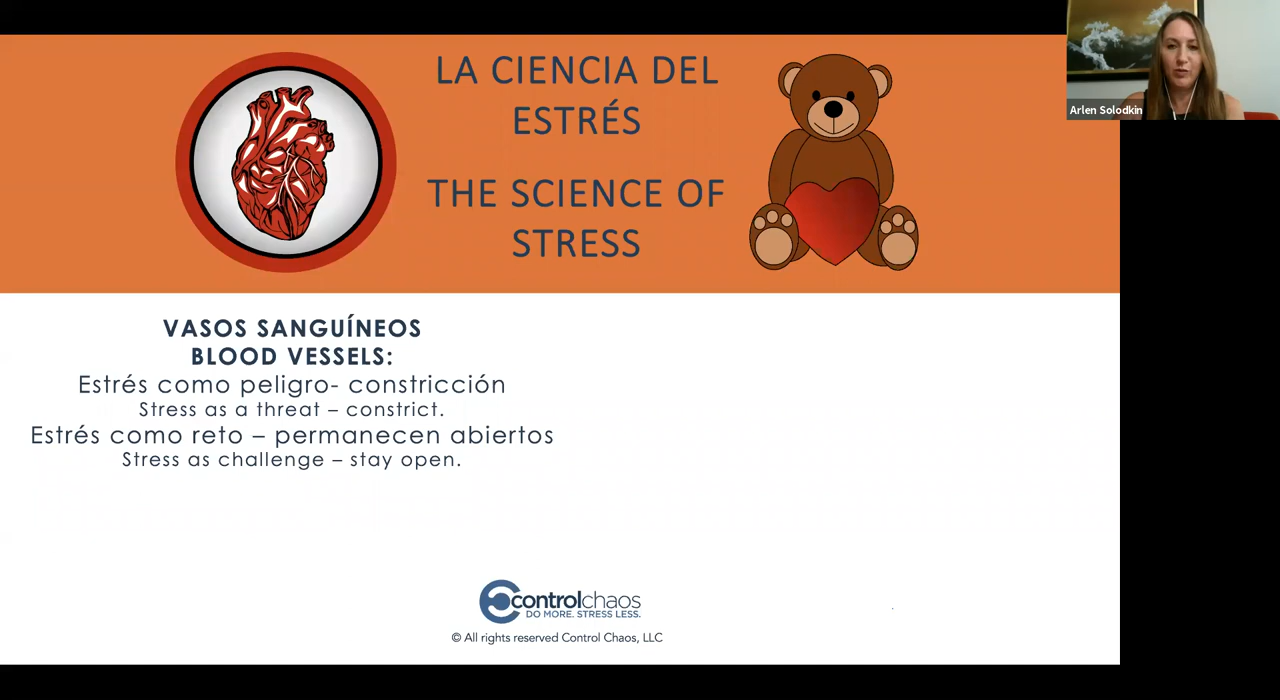 Arlen Solodkin
LA CIENCIA DEL
ESTRÉS
THE SCIENCE OF
STRESS
VASOS SANGUÍNEOS
BLOOD VESSELS:
Estrés como peligro- constricción
Stress as a threat – constrict.
Estrés como reto – permanecen abiertos
Stress as challenge – stay open.
controlchaos
DO MORE. STRESS LESS.
© All rights reserved Control Chaos, LLC